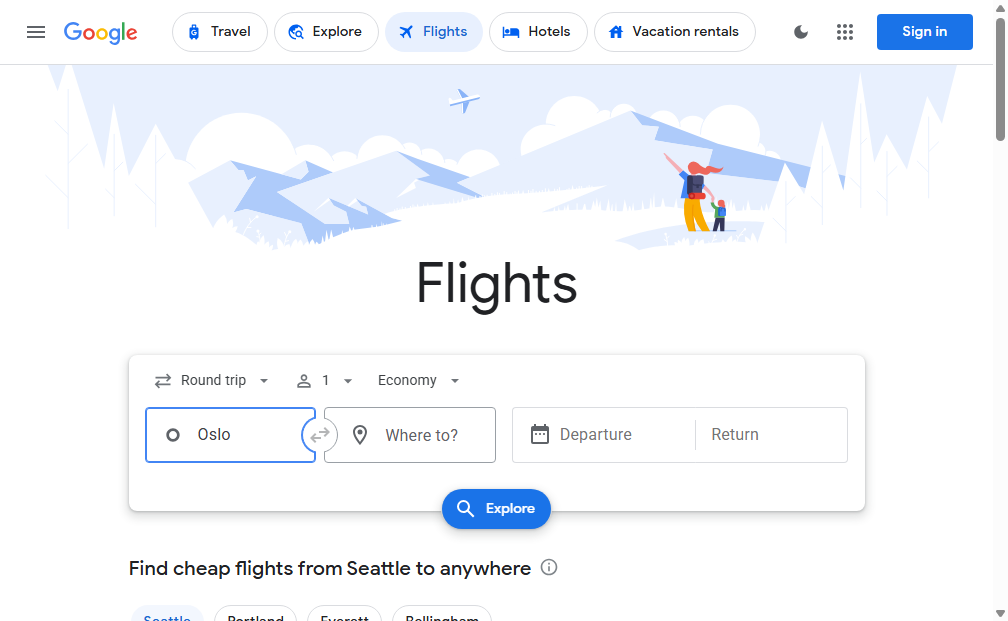 Google Travel Explore Flights Hotels Vacation rentals Sign in
Flights
Round trip 1 Economy
Oslo Where to? Departure Return
Explore
Find cheap flights from Seattle to anywhere
Seattle Portland Everett Bellingham